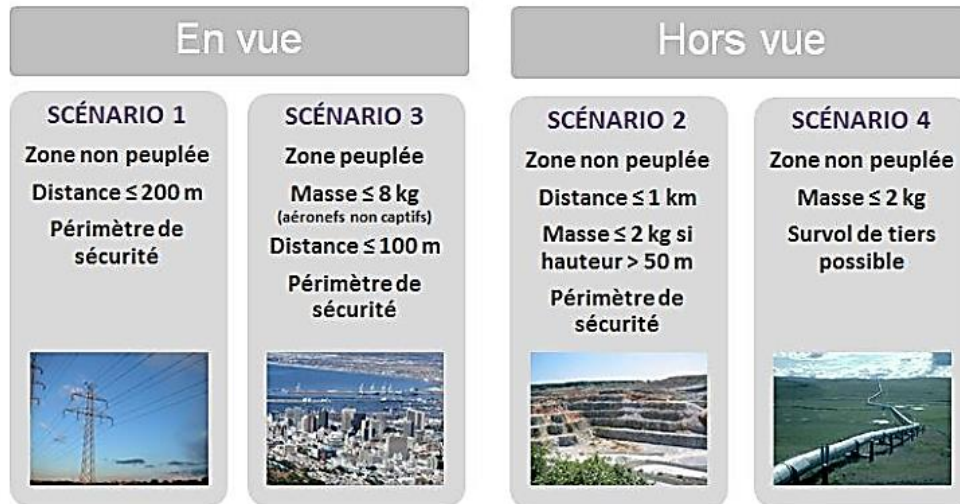 En vue
SCÉNARIO 1
Zone non peuplée
Distance ≤ 200 m
Périmètre de
sécurité
SCÉNARIO 3
Zone peuplée
Masse ≤ 8 kg
(aéronefs non captifs)
Distance ≤ 100 m
Périmètre de
sécurité
Hors vue
SCÉNARIO 2
Zone non peuplée
Distance ≤ 1 km
Masse ≤ 2 kg si
hauteur > 50 m
Périmètre de
sécurité
SCÉNARIO 4
Zone non peuplée
Masse ≤ 2 kg
Survol de tiers
possible